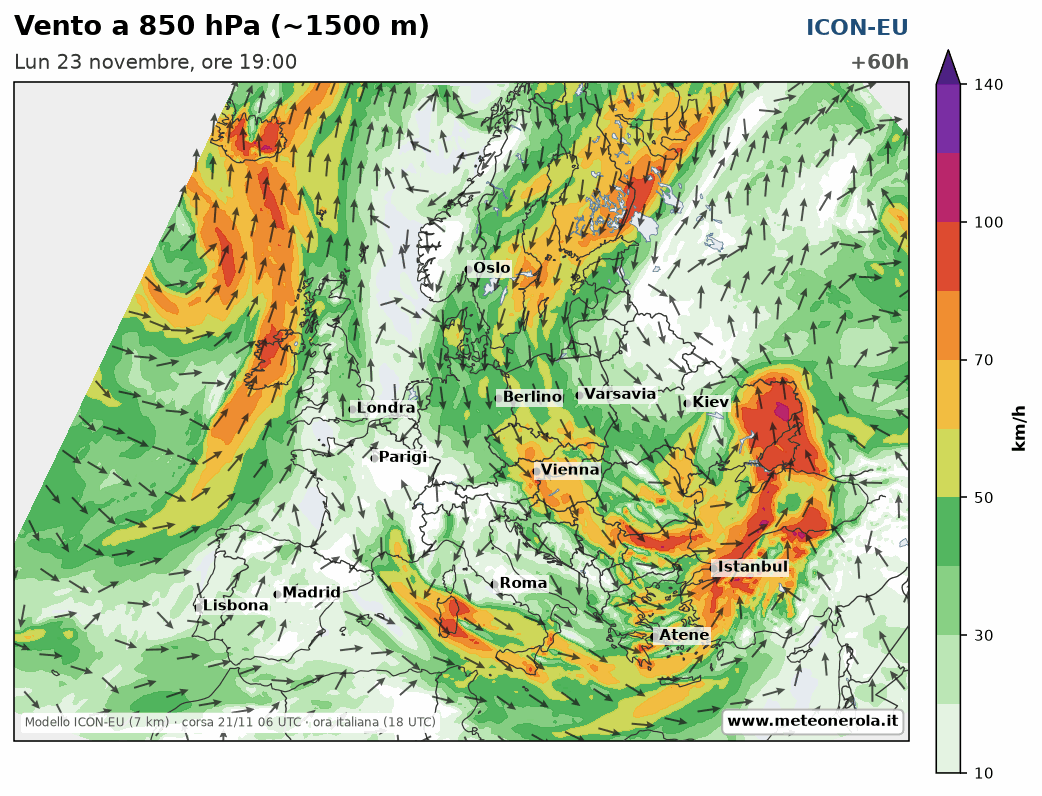 Vento a 850 hPa (~1500 m)
ICON-EU
Lun 23 novembre, ore 19:00
+60h
140
100
70
50
30
10
km/h
Oslo
Berlino
Varsavia
Kiev
Londra
Parigi
Vienna
Istanbul
Roma
Madrid
Lisbona
Atene
Modello ICON-EU (7 km) · corsa 21/11 06 UTC · ora italiana (18 UTC)
www.meteonerola.it